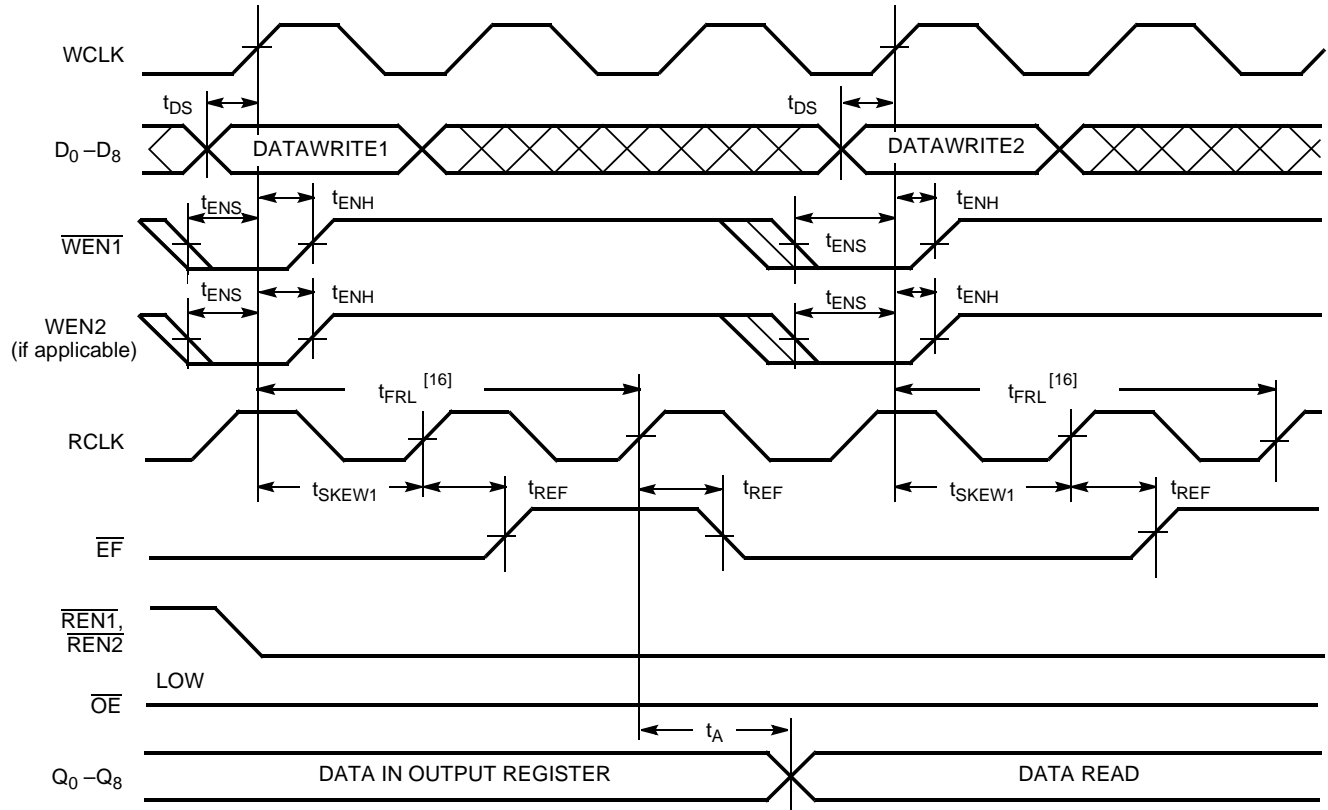 WCLK
tDS tDS
D0 –D8 DATAWRITE1 DATAWRITE2
tENS tENH tENS tENH
WEN1
tENS tENH tENS tENH
WEN2
(if applicable)
tFRL [16] tFRL [16]
RCLK
tSKEW1 tREF tREF tSKEW1 tREF
EF
REN1,
REN2
LOW
OE
tA
Q0 –Q8 DATA IN OUTPUT REGISTER DATA READ